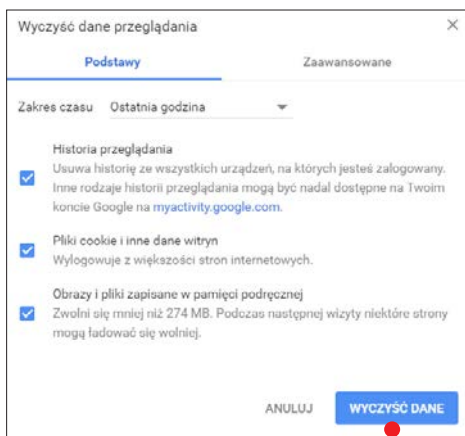 Wyczyść dane przeglądania
Podstawy
Zaawansowane
Zakres czasu Ostatnia godzina
Historia przeglądania
Usuwa historię ze wszystkich urządzeń, na których jesteś zalogowany.
Inne rodzaje historii przeglądania mogą być nadal dostępne na Twoim
koncie Google na myactivity.google.com.
Pliki cookie i inne dane witryn
Wylogowuje z większości stron internetowych.
Obrazy i pliki zapisane w pamięci podręcznej
Zwolni się mniej niż 274 MB. Podczas następnej wizyty niektóre strony
mogą ładować się wolniej.
ANULUJ
WYCZYŚĆ DANE